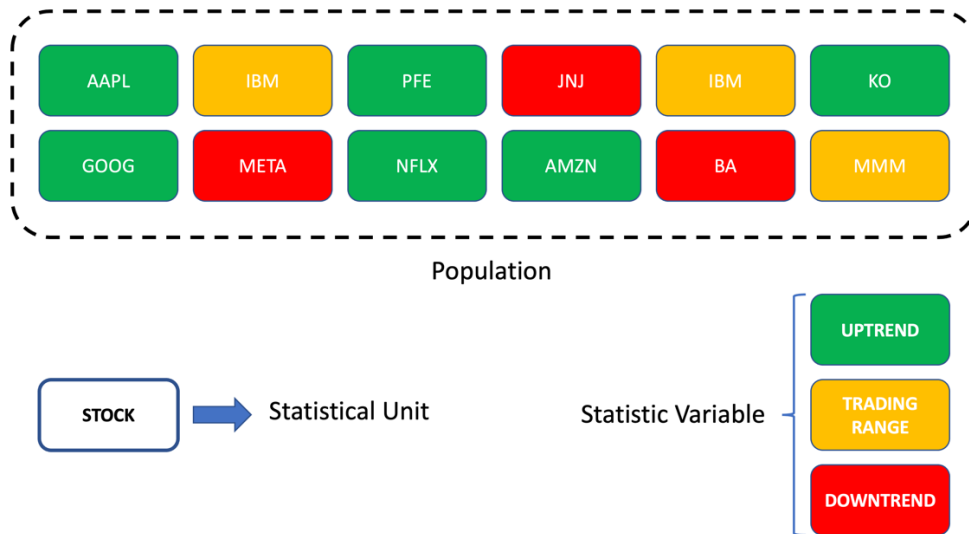 AAPL IBM PFE JNJ IBM KO
GOOG META NFLX AMZN BA MMM
Population
UPTREND
STOCK
Statistical Unit
Statistic Variable
TRADING
RANGE
DOWNTREND